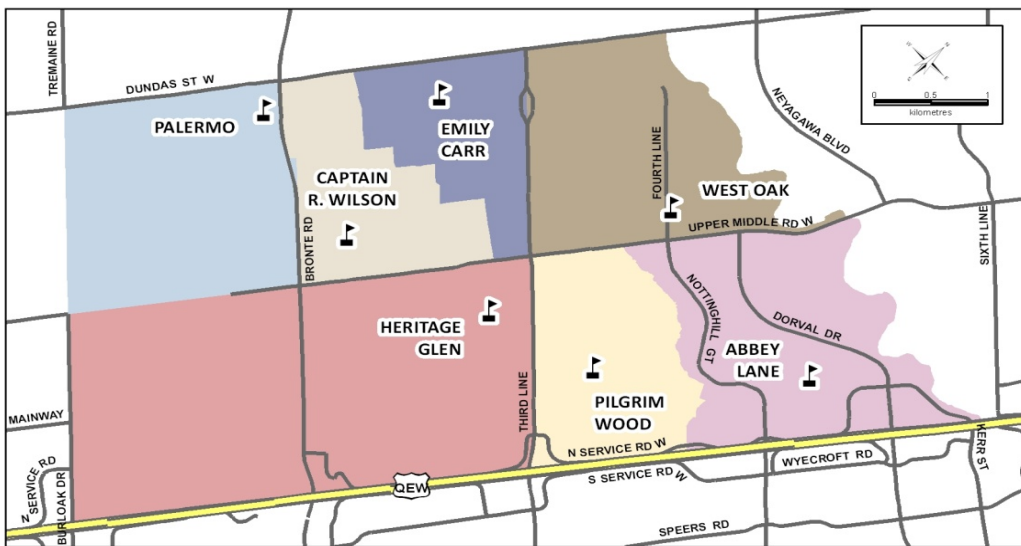 TREMAINE RD
DUNDAS ST W
PALERMO
EMILY
CARR
CAPTAIN
R. WILSON
BRONTE RD
FOURTH LINE
WEST OAK
NEYAGAWA BLVD
0 0.5 1
kilometres
UPPER MIDDLE RD W
SIXTH LINE
HERITAGE
GLEN
THIRD LINE
NOTTINGHILL GT
DORVAL DR
ABBEY
LANE
PILGRIM
WOOD
MAINWAY
N SERVICE RD
BURLOAK DR
QEW
N SERVICE RD W
S SERVICE RD W
WYECROFT RD
KERR ST
SPEERS RD